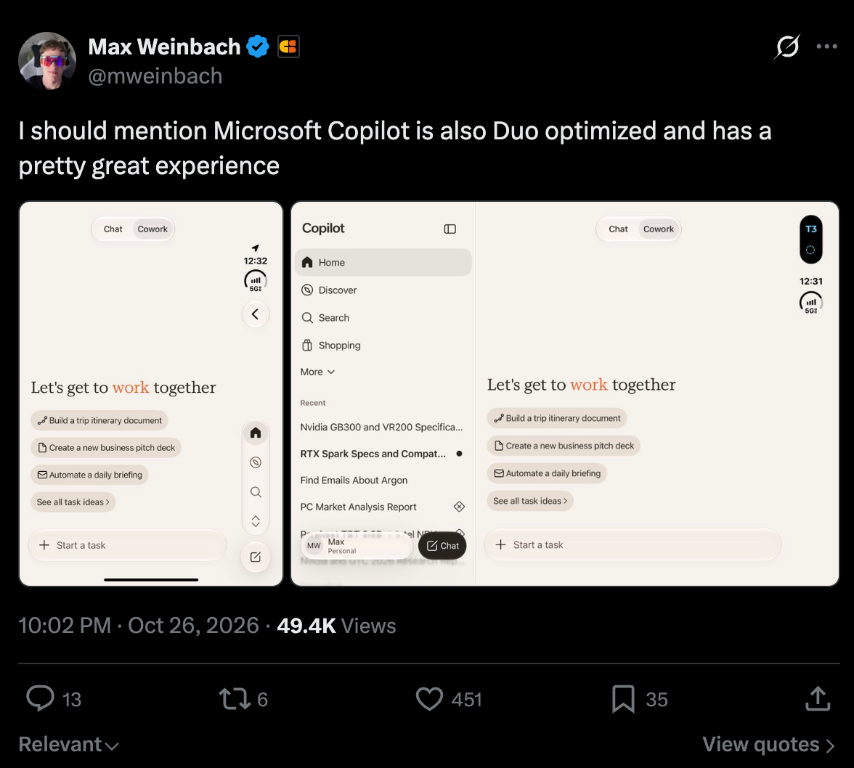 Max Weinbach
@mweinbach
I should mention Microsoft Copilot is also Duo optimized and has a
pretty great experience
Chat Cowork
12:32
5G
Let's get to work together
Build a trip itinerary document
Create a new business pitch deck
Automate a daily briefing
See all task ideas >
+ Start a task
Copilot
Home
Discover
Search
Shopping
More
Recent
Nvidia GB300 and VR200 Specifica...
RTX Spark Specs and Compat...
Find Emails About Argon
PC Market Analysis Report
MW Max
Personal
Chat
Chat Cowork
T3
12:31
5G
Let's get to work together
Build a trip itinerary document
Create a new business pitch deck
Automate a daily briefing
See all task ideas >
+ Start a task
10:02 PM · Oct 26, 2026 · 49.4K Views
13 6 451 35
Relevant
View quotes >